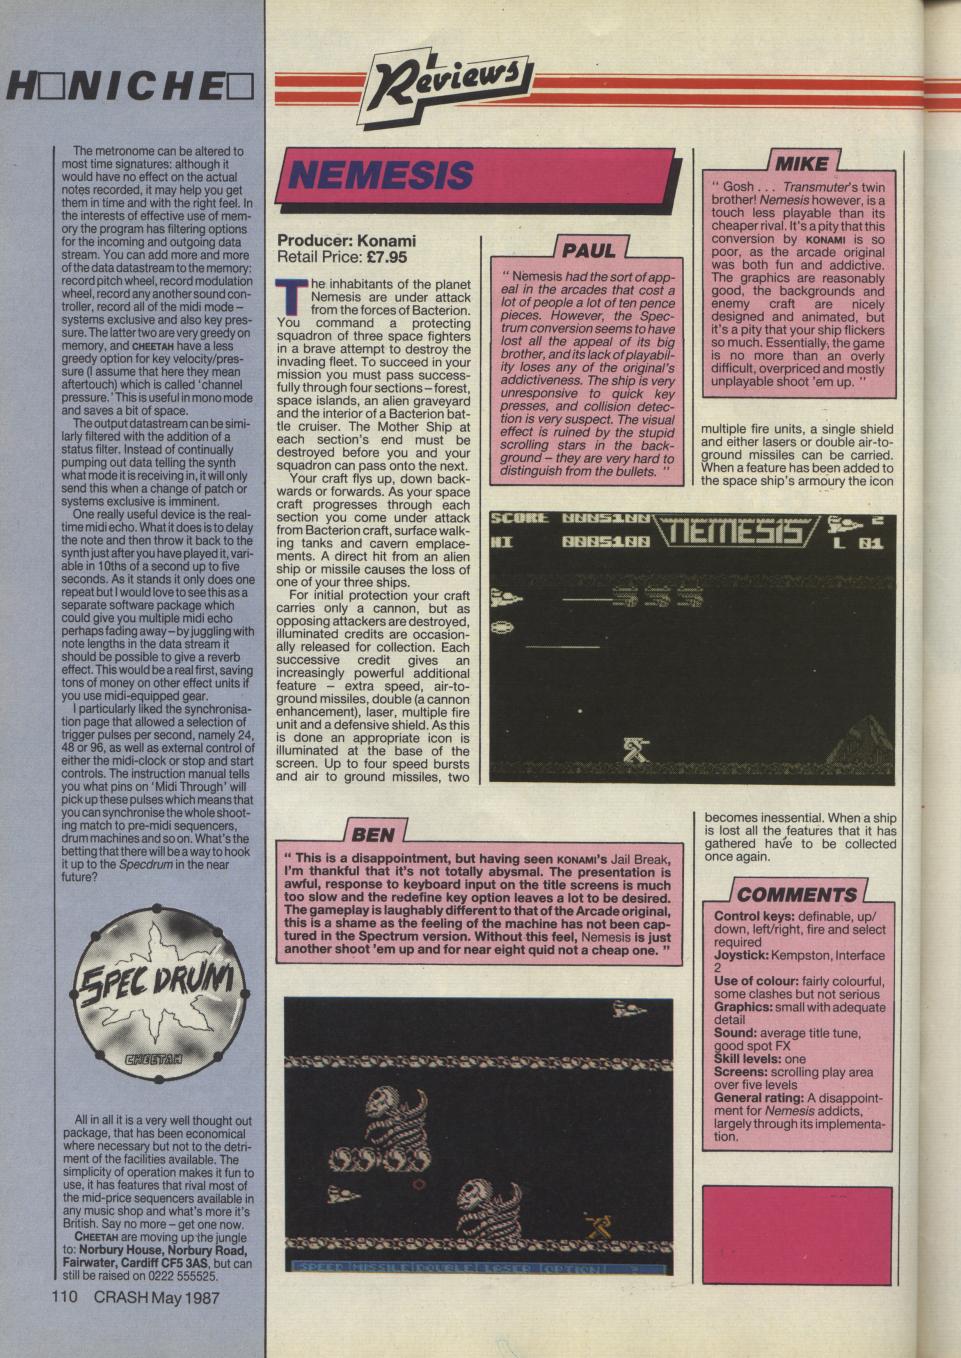 H□NICHE□
The metronome can be altered to
most time signatures: although it
would have no effect on the actual
notes recorded, it may help you get
them in time and with the right feel. In
the interests of effective use of mem-
ory the program has filtering options
for the incoming and outgoing data
stream. You can add more and more
of the data datastream to the memory:
record pitch wheel, record modulation
wheel, record any another sound con-
troller, record all of the midi mode –
systems exclusive and also key pres-
sure. The latter two are very greedy on
memory, and CHEETAH have a less
greedy option for key velocity/pres-
sure (I assume that here they mean
aftertouch) which is called 'channel
pressure.' This is useful in mono mode
and saves a bit of space.
The output datastream can be simi-
larly filtered with the addition of a
status filter. Instead of continually
pumping out data telling the synth
what mode it is receiving in, it will only
send this when a change of patch or
systems exclusive is imminent.
One really useful device is the real-
time midi echo. What it does is to delay
the note and then throw it back to the
synth just after you have played it, vari-
able in 10ths of a second up to five
seconds. As it stands it only does one
repeat but I would love to see this as a
separate software package which
could give you multiple midi echo
perhaps fading away – by juggling with
note lengths in the data stream it
should be possible to give a reverb
effect. This would be a real first, saving
tons of money on other effect units if
you use midi-equipped gear.
I particularly liked the synchronisa-
tion page that allowed a selection of
trigger pulses per second, namely 24,
48 or 96, as well as external control of
either the midi-clock or stop and start
controls. The instruction manual tells
you what pins on 'Midi Through' will
pick up these pulses which means that
you can synchronise the whole shoot-
ing match to pre-midi sequencers,
drum machines and so on. What's the
betting that there will be a way to hook
it up to the Specdrum in the near
future?
SPEC DRUM
CHEETAH
All in all it is a very well thought out
package, that has been economical
where necessary but not to the detri-
ment of the facilities available. The
simplicity of operation makes it fun to
use, it has features that rival most of
the mid-price sequencers available in
any music shop and what's more it's
British. Say no more – get one now.
CHEETAH are moving up the jungle
to: Norbury House, Norbury Road,
Fairwater, Cardiff CF5 3AS, but can
still be raised on 0222 555525.
110 CRASH May 1987
Reviews
NEMESIS
Producer: Konami
Retail Price: £7.95
The inhabitants of the planet
Nemesis are under attack
from the forces of Bacterion.
You command a protecting
squadron of three space fighters
in a brave attempt to destroy the
invading fleet. To succeed in your
mission you must pass success-
fully through four sections – forest,
space islands, an alien graveyard
and the interior of a Bacterion bat-
tle cruiser. The Mother Ship at
each section's end must be
destroyed before you and your
squadron can pass onto the next.
Your craft flys up, down back-
wards or forwards. As your space
craft progresses through each
section you come under attack
from Bacterion craft, surface walk-
ing tanks and cavern emplace-
ments. A direct hit from an alien
ship or missile causes the loss of
one of your three ships.
For initial protection your craft
carries only a cannon, but as
opposing attackers are destroyed,
illuminated credits are occasion-
ally released for collection. Each
successive credit gives an
increasingly powerful additional
feature – extra speed, air-to-
ground missiles, double (a cannon
enhancement), laser, multiple fire
unit and a defensive shield. As this
is done an appropriate icon is
illuminated at the base of the
screen. Up to four speed bursts
and air to ground missiles, two
PAUL
" Nemesis had the sort of app-
eal in the arcades that cost a
lot of people a lot of ten pence
pieces. However, the Spec-
trum conversion seems to have
lost all the appeal of its big
brother, and its lack of playabil-
ity loses any of the original's
addictiveness. The ship is very
unresponsive to quick key
presses, and collision detec-
tion is very suspect. The visual
effect is ruined by the stupid
scrolling stars in the back-
ground – they are very hard to
distinguish from the bullets. "
MIKE
" Gosh . . . Transmuter's twin
brother! Nemesis however, is a
touch less playable than its
cheaper rival. It's a pity that this
conversion by KONAMI is so
poor, as the arcade original
was both fun and addictive.
The graphics are reasonably
good, the backgrounds and
enemy craft are nicely
designed and animated, but
it's a pity that your ship flickers
so much. Essentially, the game
is no more than an overly
difficult, overpriced and mostly
unplayable shoot 'em up. "
multiple fire units, a single shield
and either lasers or double air-to-
ground missiles can be carried.
When a feature has been added to
the space ship's armoury the icon
SCORE 0005100 NEMESIS 2
HI 0005100 L 01
BEN
" This is a disappointment, but having seen KONAMI's Jail Break,
I'm thankful that it's not totally abysmal. The presentation is
awful, response to keyboard input on the title screens is much
too slow and the redefine key option leaves a lot to be desired.
The gameplay is laughably different to that of the Arcade original,
this is a shame as the feeling of the machine has not been cap-
tured in the Spectrum version. Without this feel, Nemesis is just
another shoot 'em up and for near eight quid not a cheap one. "
SPEED MISSILE DOUBLE LASER OPTION ?
becomes inessential. When a ship
is lost all the features that it has
gathered have to be collected
once again.
COMMENTS
Control keys: definable, up/
down, left/right, fire and select
required
Joystick: Kempston, Interface
2
Use of colour: fairly colourful,
some clashes but not serious
Graphics: small with adequate
detail
Sound: average title tune,
good spot FX
Skill levels: one
Screens: scrolling play area
over five levels
General rating: A disappoint-
ment for Nemesis addicts,
largely through its implementa-
tion.